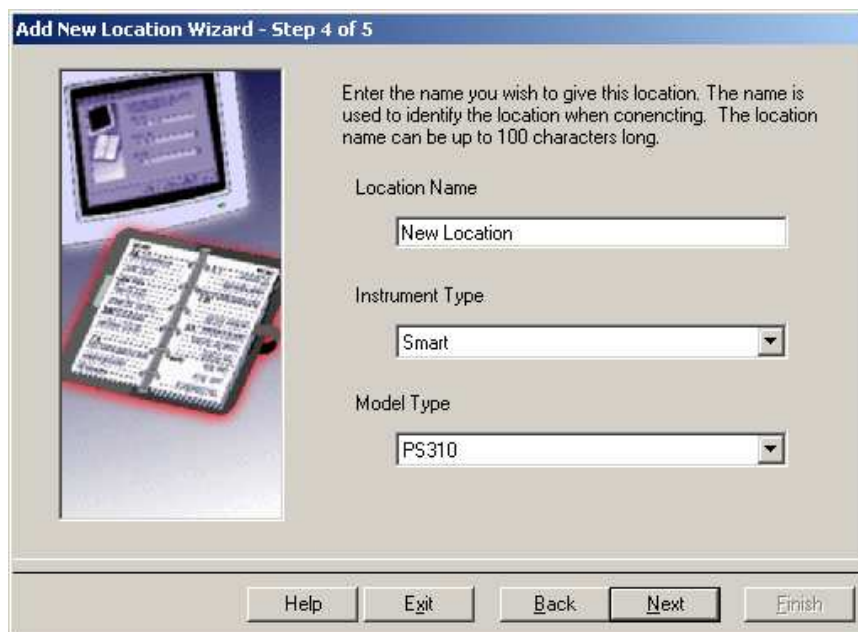 Add New Location Wizard - Step 4 of 5
Enter the name you wish to give this location. The name is
used to identify the location when conencting. The location
name can be up to 100 characters long.
Location Name
New Location
Instrument Type
Smart
Model Type
PS310
Help
Exit
Back
Next
Finish